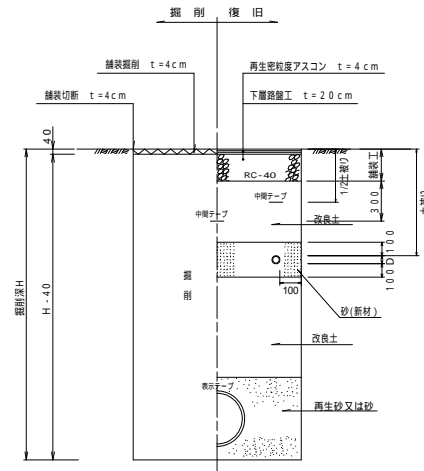 掘 削 復 旧
舗装掘削 t=4cm
再生密粒度アスコン t=4cm
舗装切断 t=4cm
下層路盤工 t=20cm
40
RC-40
舗装工
1/2土被り
土被り
中間テープ
300
中間テープ
改良土
100
D
100
掘削
100
砂(新材)
掘削深H
H-40
改良土
表示テープ
再生砂又は砂